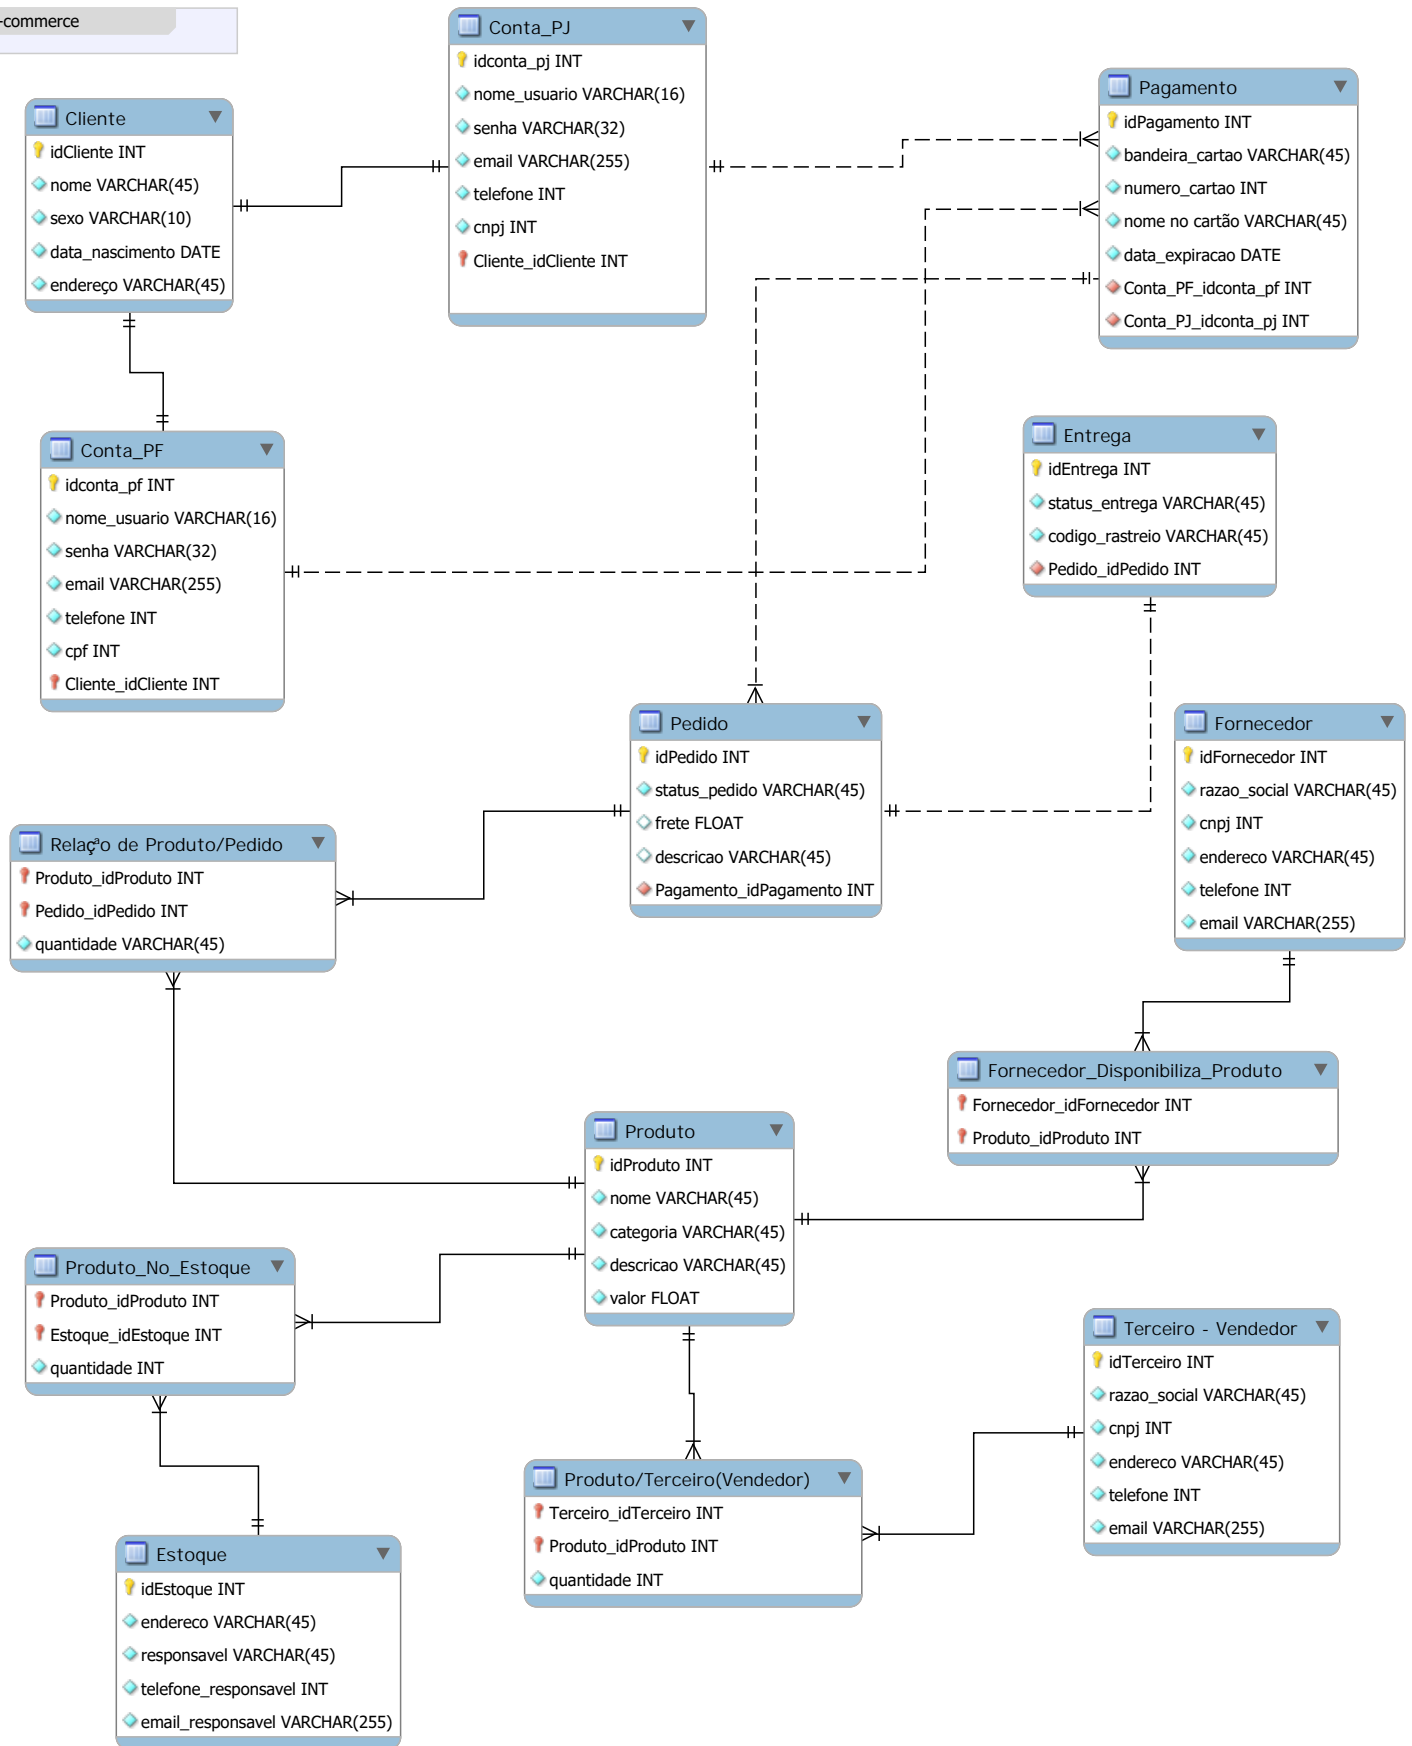 -commerce
Conta_PJ
idconta_pj INT
nome_usuario VARCHAR(16)
senha VARCHAR(32)
email VARCHAR(255)
telefone INT
cnpj INT
Cliente_idCliente INT
Pagamento
idPagamento INT
bandeira_cartao VARCHAR(45)
numero_cartao INT
nome no cartão VARCHAR(45)
data_expiracao DATE
Conta_PF_idconta_pf INT
Conta_PJ_idconta_pj INT
Cliente
idCliente INT
nome VARCHAR(45)
sexo VARCHAR(10)
data_nascimento DATE
endereço VARCHAR(45)
Conta_PF
idconta_pf INT
nome_usuario VARCHAR(16)
senha VARCHAR(32)
email VARCHAR(255)
telefone INT
cpf INT
Cliente_idCliente INT
Entrega
idEntrega INT
status_entrega VARCHAR(45)
codigo_rastreio VARCHAR(45)
Pedido_idPedido INT
Pedido
idPedido INT
status_pedido VARCHAR(45)
frete FLOAT
descricao VARCHAR(45)
Pagamento_idPagamento INT
Fornecedor
idFornecedor INT
razao_social VARCHAR(45)
cnpj INT
endereco VARCHAR(45)
telefone INT
email VARCHAR(255)
Relaçªo de Produto/Pedido
Produto_idProduto INT
Pedido_idPedido INT
quantidade VARCHAR(45)
Fornecedor_Disponibiliza_Produto
Fornecedor_idFornecedor INT
Produto_idProduto INT
Produto
idProduto INT
nome VARCHAR(45)
categoria VARCHAR(45)
descricao VARCHAR(45)
valor FLOAT
Produto_No_Estoque
Produto_idProduto INT
Estoque_idEstoque INT
quantidade INT
Terceiro - Vendedor
idTerceiro INT
razao_social VARCHAR(45)
cnpj INT
endereco VARCHAR(45)
telefone INT
email VARCHAR(255)
Produto/Terceiro(Vendedor)
Terceiro_idTerceiro INT
Produto_idProduto INT
quantidade INT
Estoque
idEstoque INT
endereco VARCHAR(45)
responsavel VARCHAR(45)
telefone_responsavel INT
email_responsavel VARCHAR(255)